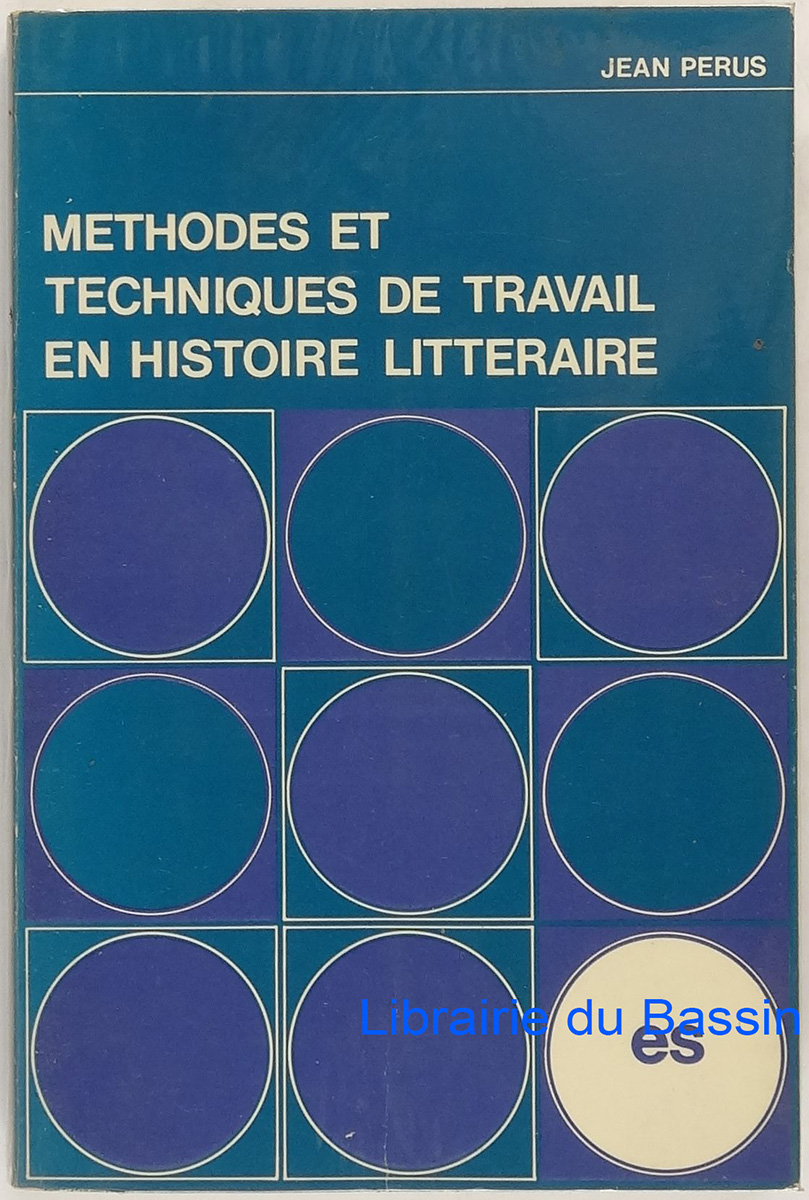 JEAN PERUS
METHODES ET
TECHNIQUES DE TRAVAIL
EN HISTOIRE LITTERAIRE
Librairie du Bassin
es